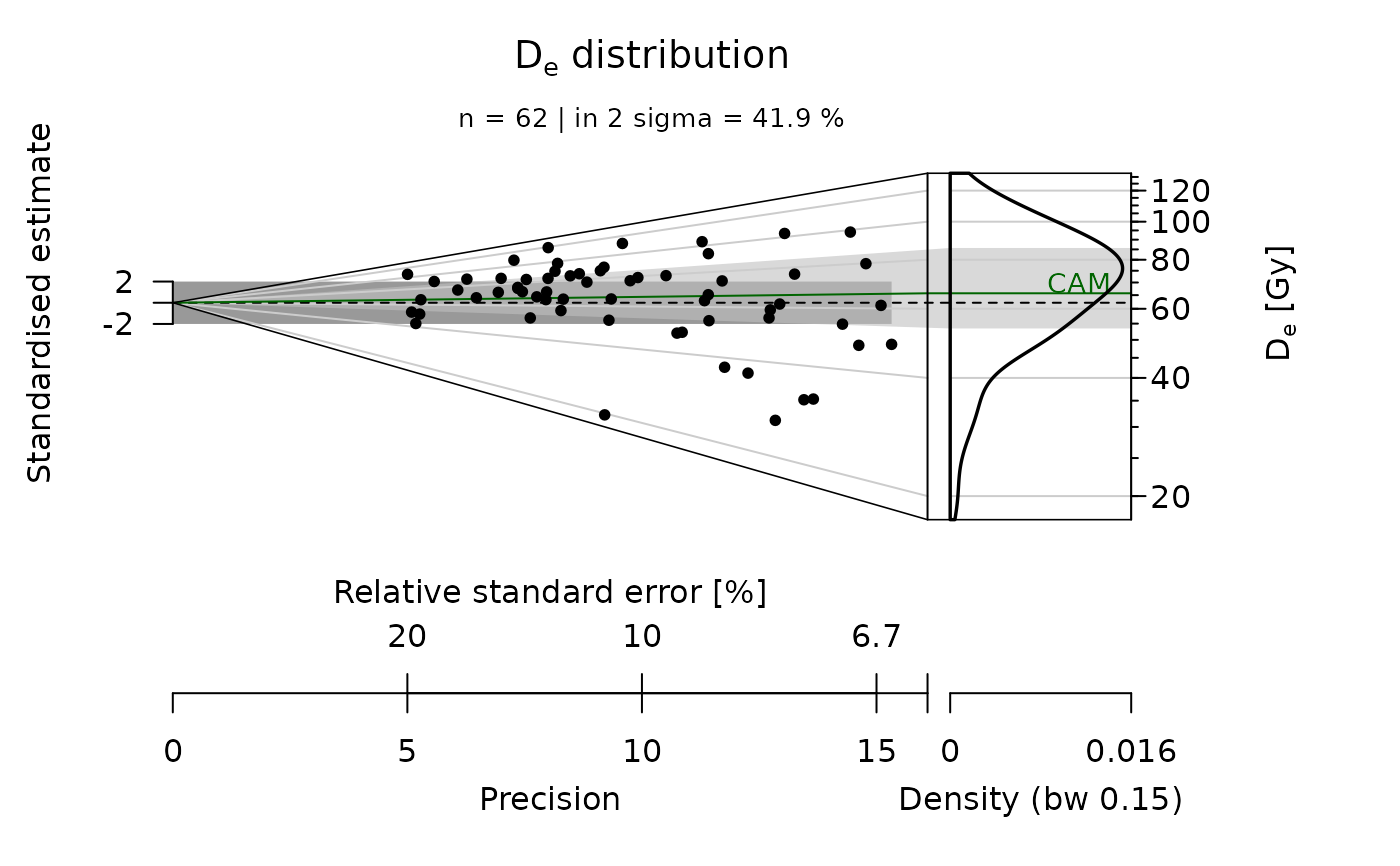 De distribution
n = 62 | in 2 sigma = 41.9 %
Standardised estimate
2
-2
CAM
120
100
80
60
40
20
De [Gy]
Relative standard error [%]
20 10 6.7
0 5 10 15 0 0.016
Precision Density (bw 0.15)